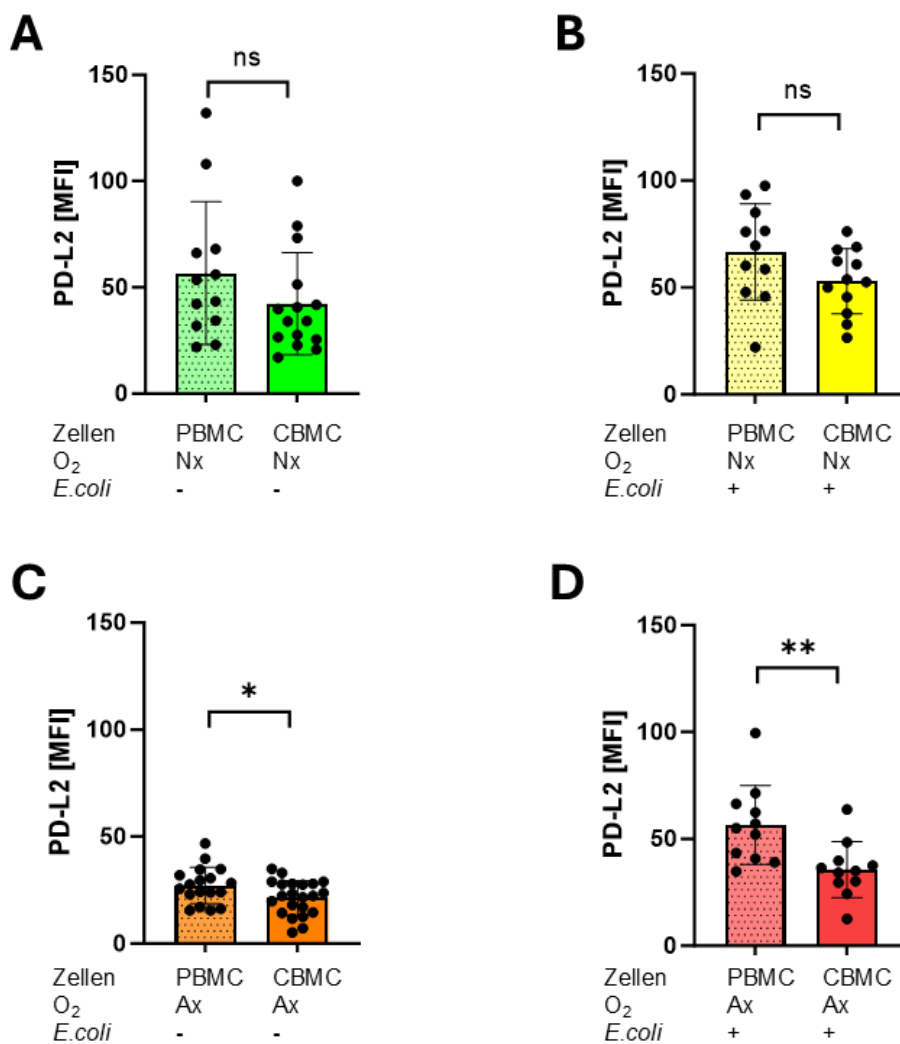 A
B
ns
ns
150
100
50
0
PD-L2 [MFI]
150
100
50
0
PD-L2 [MFI]
Zellen PBMC CBMC
O₂ Nx Nx
E.coli - -
Zellen PBMC CBMC
O₂ Nx Nx
E.coli + +
C
D
*
**
150
100
50
0
PD-L2 [MFI]
150
100
50
0
PD-L2 [MFI]
Zellen PBMC CBMC
O₂ Ax Ax
E.coli - -
Zellen PBMC CBMC
O₂ Ax Ax
E.coli + +